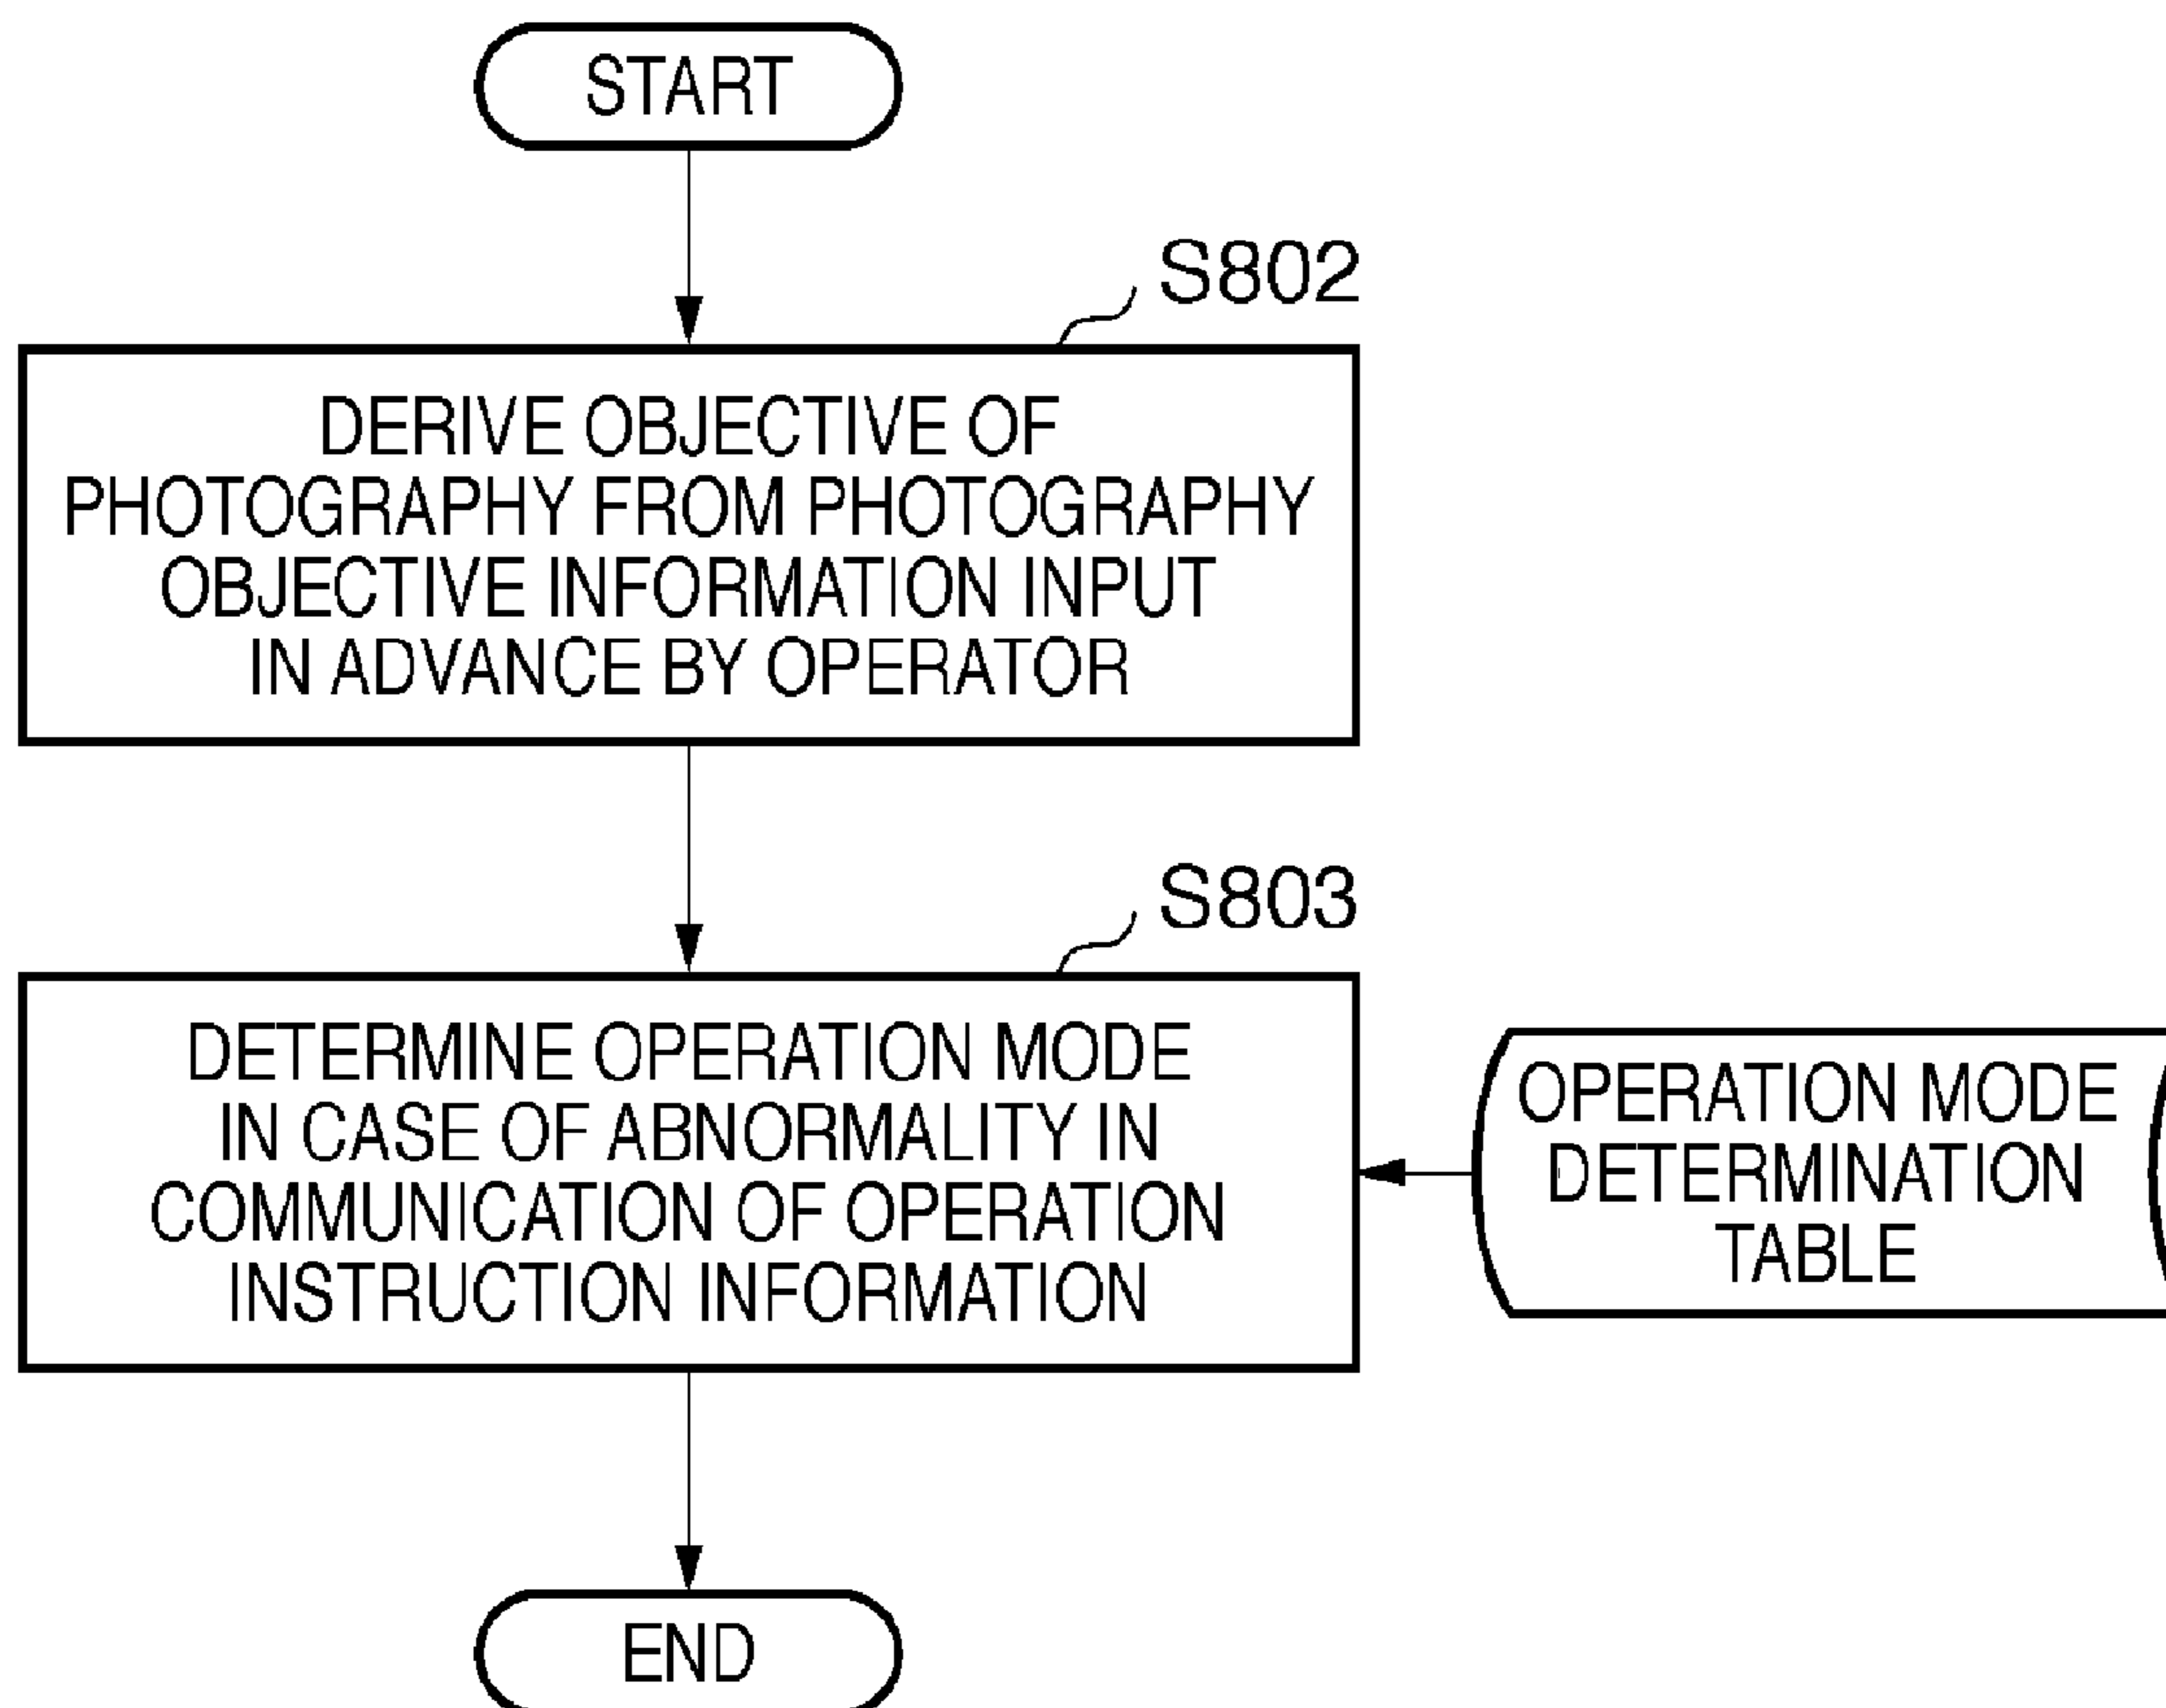 START
S802
DERIVE OBJECTIVE OF
PHOTOGRAPHY FROM PHOTOGRAPHY
OBJECTIVE INFORMATION INPUT
IN ADVANCE BY OPERATOR
S803
DETERMINE OPERATION MODE
IN CASE OF ABNORMALITY IN
COMMUNICATION OF OPERATION
INSTRUCTION INFORMATION
OPERATION MODE
DETERMINATION
TABLE
END